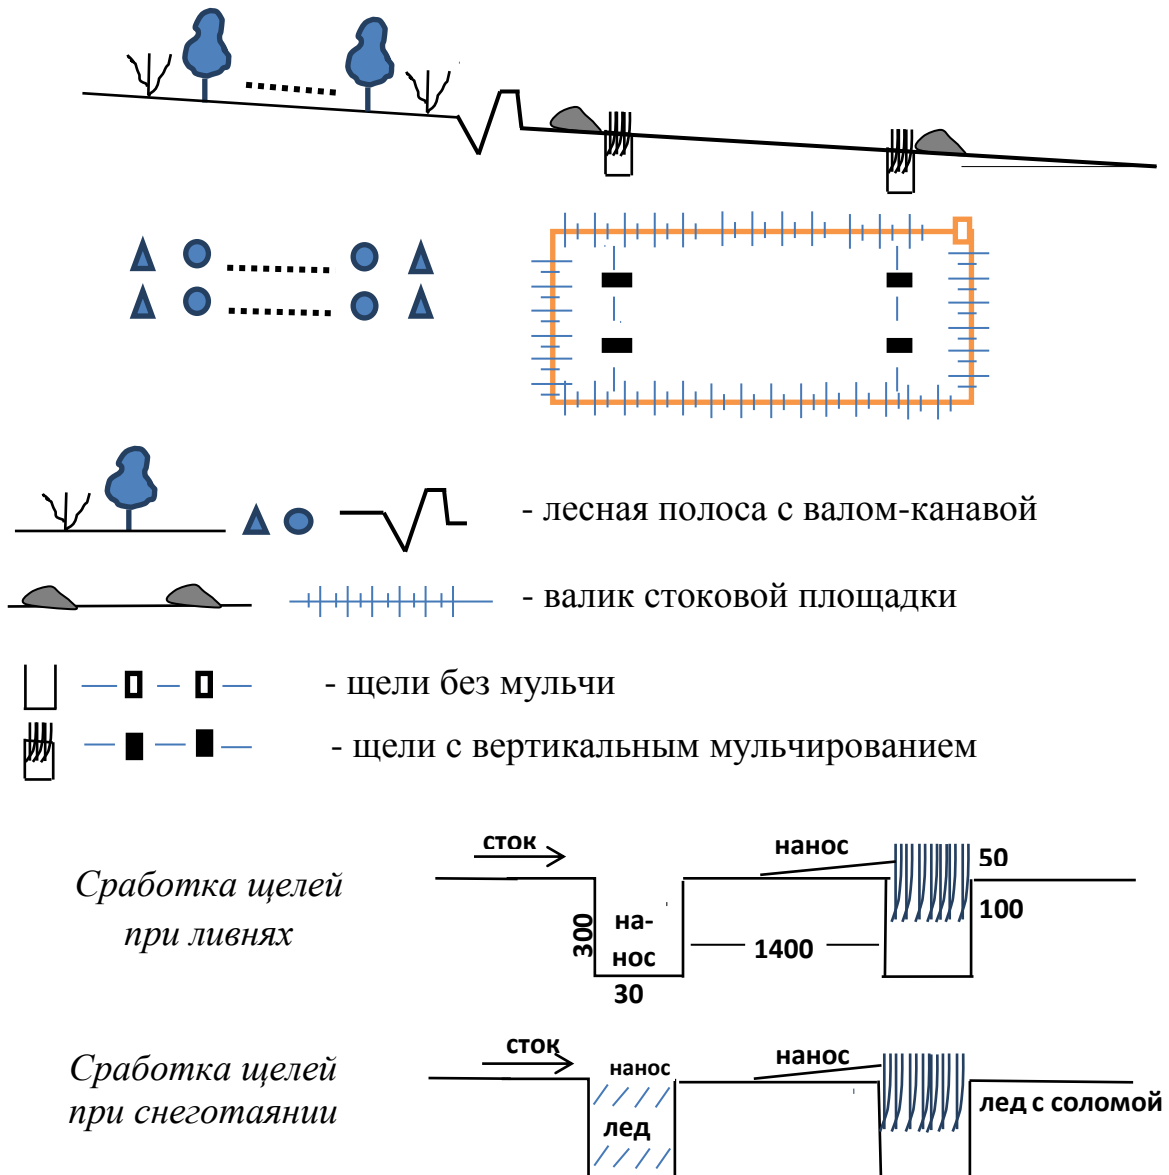 - лесная полоса с валом-канавой
- валик стоковой площадки
- щели без мульчи
- щели с вертикальным мульчированием
Сработка щелей
при ливнях
сток
300
на-
нос
30
1400
нанос
50
100
Сработка щелей
при снеготаянии
сток
нанос
лед
нанос
лед с соломой